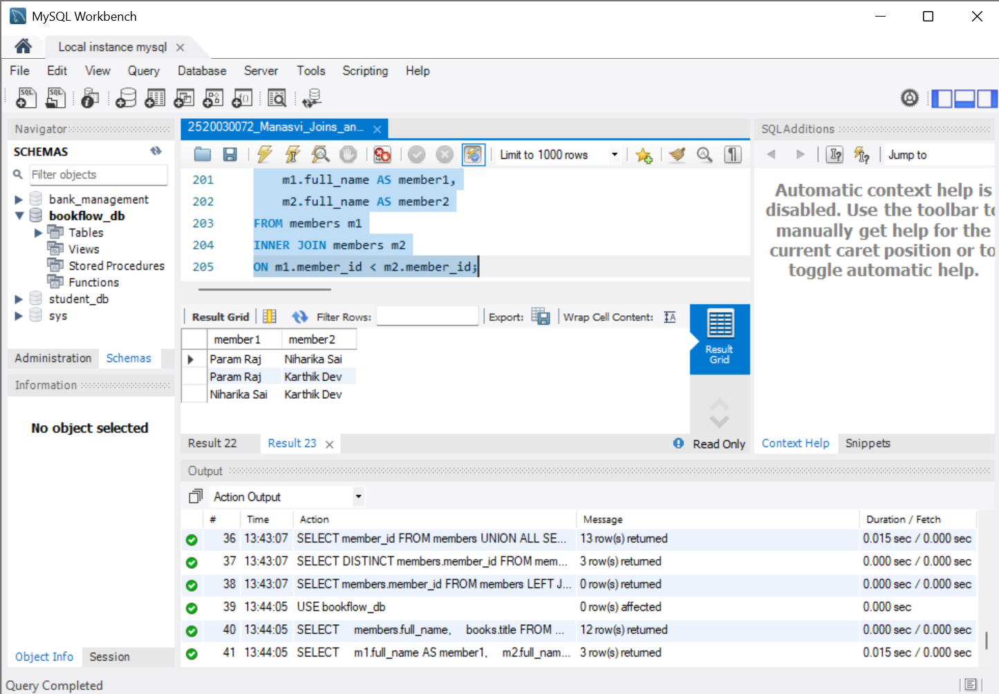 MySQL Workbench
Local instance mysql
File Edit View Query Database Server Tools Scripting Help
Navigator
SCHEMAS
Filter objects
bank_management
bookflow_db
Tables
Views
Stored Procedures
Functions
student_db
sys
Administration Schemas
Information
No object selected
Object Info Session
2520030072_Manasvi_Joins_an...
Limit to 1000 rows
201 m1.full_name AS member1,
202 m2.full_name AS member2
203 FROM members m1
204 INNER JOIN members m2
205 ON m1.member_id < m2.member_id;
Result Grid Filter Rows: Export: Wrap Cell Content:
member1 member2
Param Raj Niharika Sai
Param Raj Karthik Dev
Niharika Sai Karthik Dev
Result Grid
Result 22 Result 23 Read Only
SQLAdditions
Jump to
Automatic context help is
disabled. Use the toolbar to
manually get help for the
current caret position or to
toggle automatic help.
Context Help Snippets
Output
Action Output
# Time Action Message Duration / Fetch
36 13:43:07 SELECT member_id FROM members UNION ALL SE... 13 row(s) returned 0.015 sec / 0.000 sec
37 13:43:07 SELECT DISTINCT members.member_id FROM mem... 3 row(s) returned 0.000 sec / 0.000 sec
38 13:43:07 SELECT members.member_id FROM members LEFT J... 0 row(s) returned 0.000 sec / 0.000 sec
39 13:44:05 USE bookflow_db 0 row(s) affected 0.000 sec
40 13:44:05 SELECT members.full_name, books.title FROM ... 12 row(s) returned 0.000 sec / 0.000 sec
41 13:44:05 SELECT m1.full_name AS member1, m2.full_nam... 3 row(s) returned 0.015 sec / 0.000 sec
Query Completed